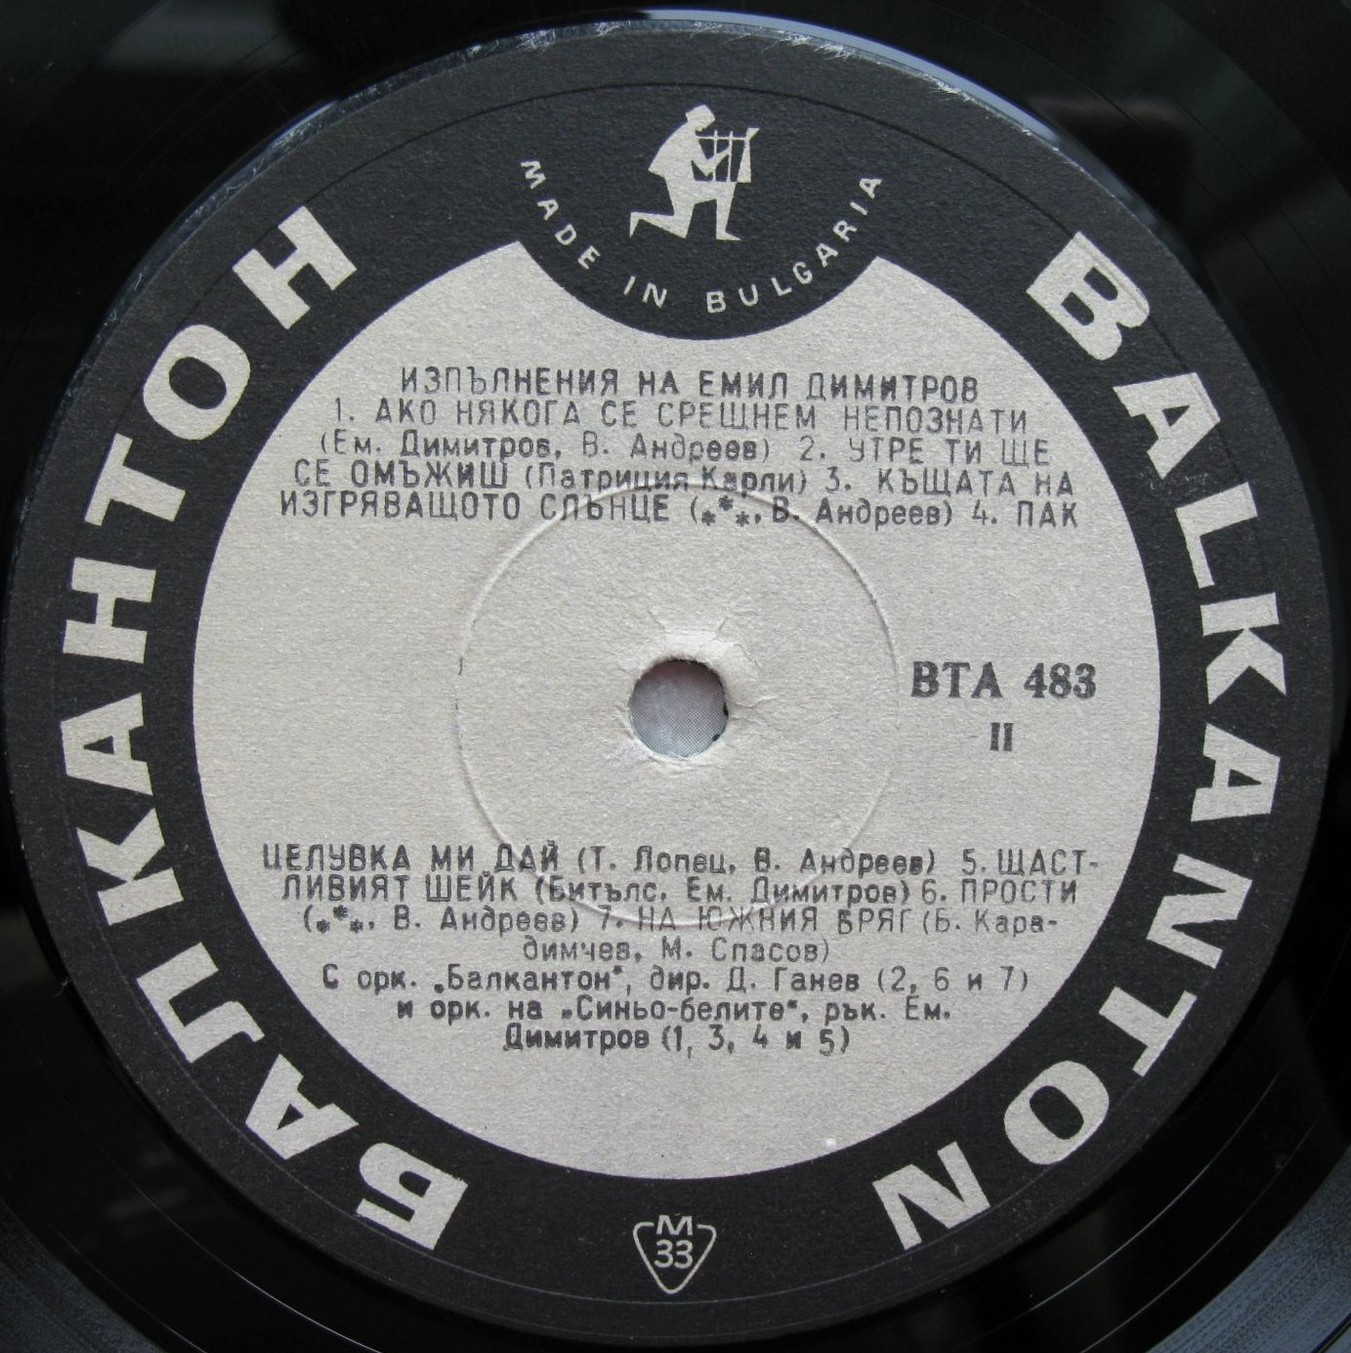 MADE IN BULGARIA
БАЛКАНТОН
BALKANTON
ИЗПЪЛНЕНИЯ НА ЕМИЛ ДИМИТРОВ
1. АКО НЯКОГА СЕ СРЕЩНЕМ НЕПОЗНАТИ
(Ем. Димитров, В. Андреев) 2. УТРЕ ТИ ЩЕ
СЕ ОМЪЖИШ (Патриция Карли) 3. КЪЩАТА НА
ИЗГРЯВАЩОТО СЛЪНЦЕ (***, В. Андреев) 4. ПАК
ВТА 483
II
ЦЕЛУВКА МИ ДАЙ (Т. Лопец, В. Андреев) 5. ЩАСТ-
ЛИВИЯТ ШЕЙК (Битълс, Ем. Димитров) 6. ПРОСТИ
(***, В. Андреев) 7. НА ЮЖНИЯ БРЯГ (Б. Кара-
димчев, М. Спасов)
С орк. „Балкантон“, дир. Д. Ганев (2, 6 и 7)
и орк. на „Синьо-белите“, рък. Ем.
Димитров (1, 3, 4 и 5)
M
33